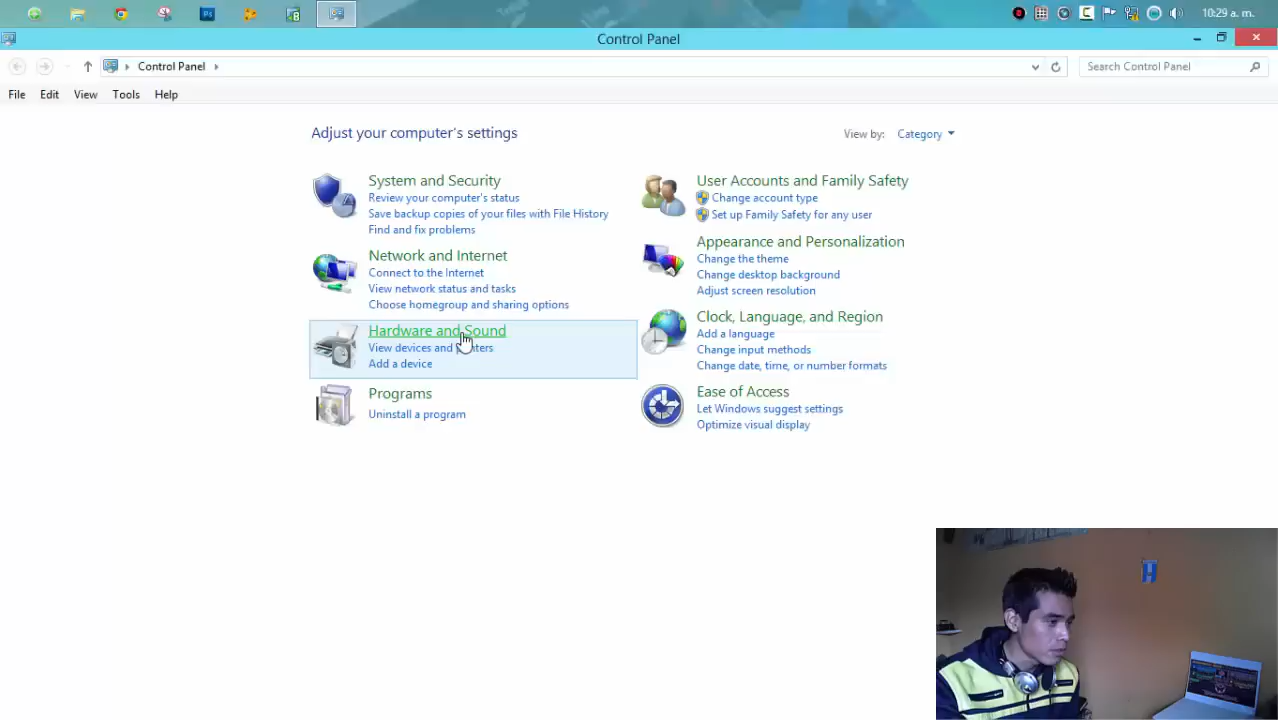 Ps
10:29 a. m.
Control Panel
Control Panel
Search Control Panel
File Edit View Tools Help
Adjust your computer's settings
View by: Category
System and Security
Review your computer's status
Save backup copies of your files with File History
Find and fix problems
Network and Internet
Connect to the Internet
View network status and tasks
Choose homegroup and sharing options
Hardware and Sound
View devices and
Add a device
Programs
Uninstall a program
User Accounts and Family Safety
Change account type
Set up Family Safety for any user
Appearance and Personalization
Change the theme
Change desktop background
Adjust screen resolution
Clock, Language, and Region
Add a language
Change input methods
Change date, time, or number formats
Ease of Access
Let Windows suggest settings
Optimize visual display